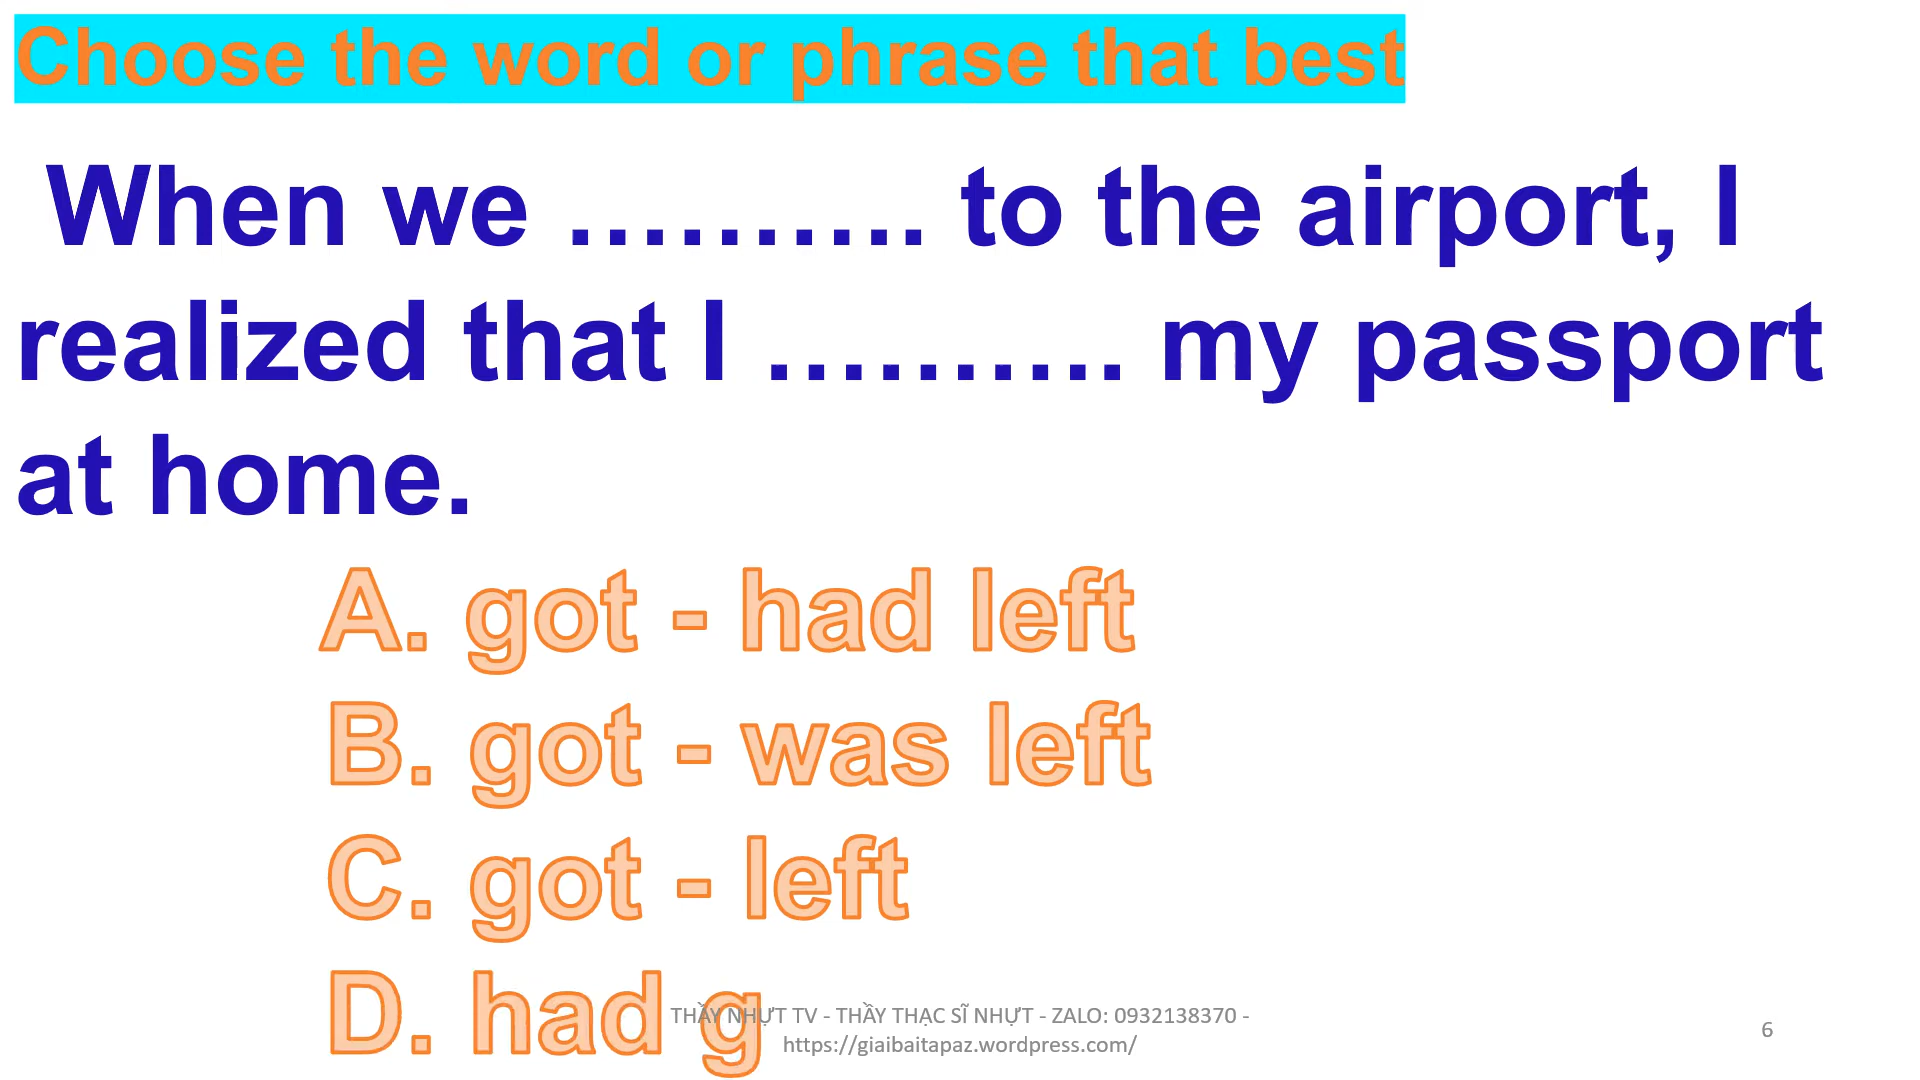 Choose the word or phrase that best
When we .......... to the airport, I
realized that I .......... my passport
at home.
A. got - had left
B. got - was left
C. got - left
D. had g
THẦY NHỰT TV - THẦY THẠC SĨ NHỰT - ZALO: 0932138370 -
https://giaibaitapaz.wordpress.com/
6